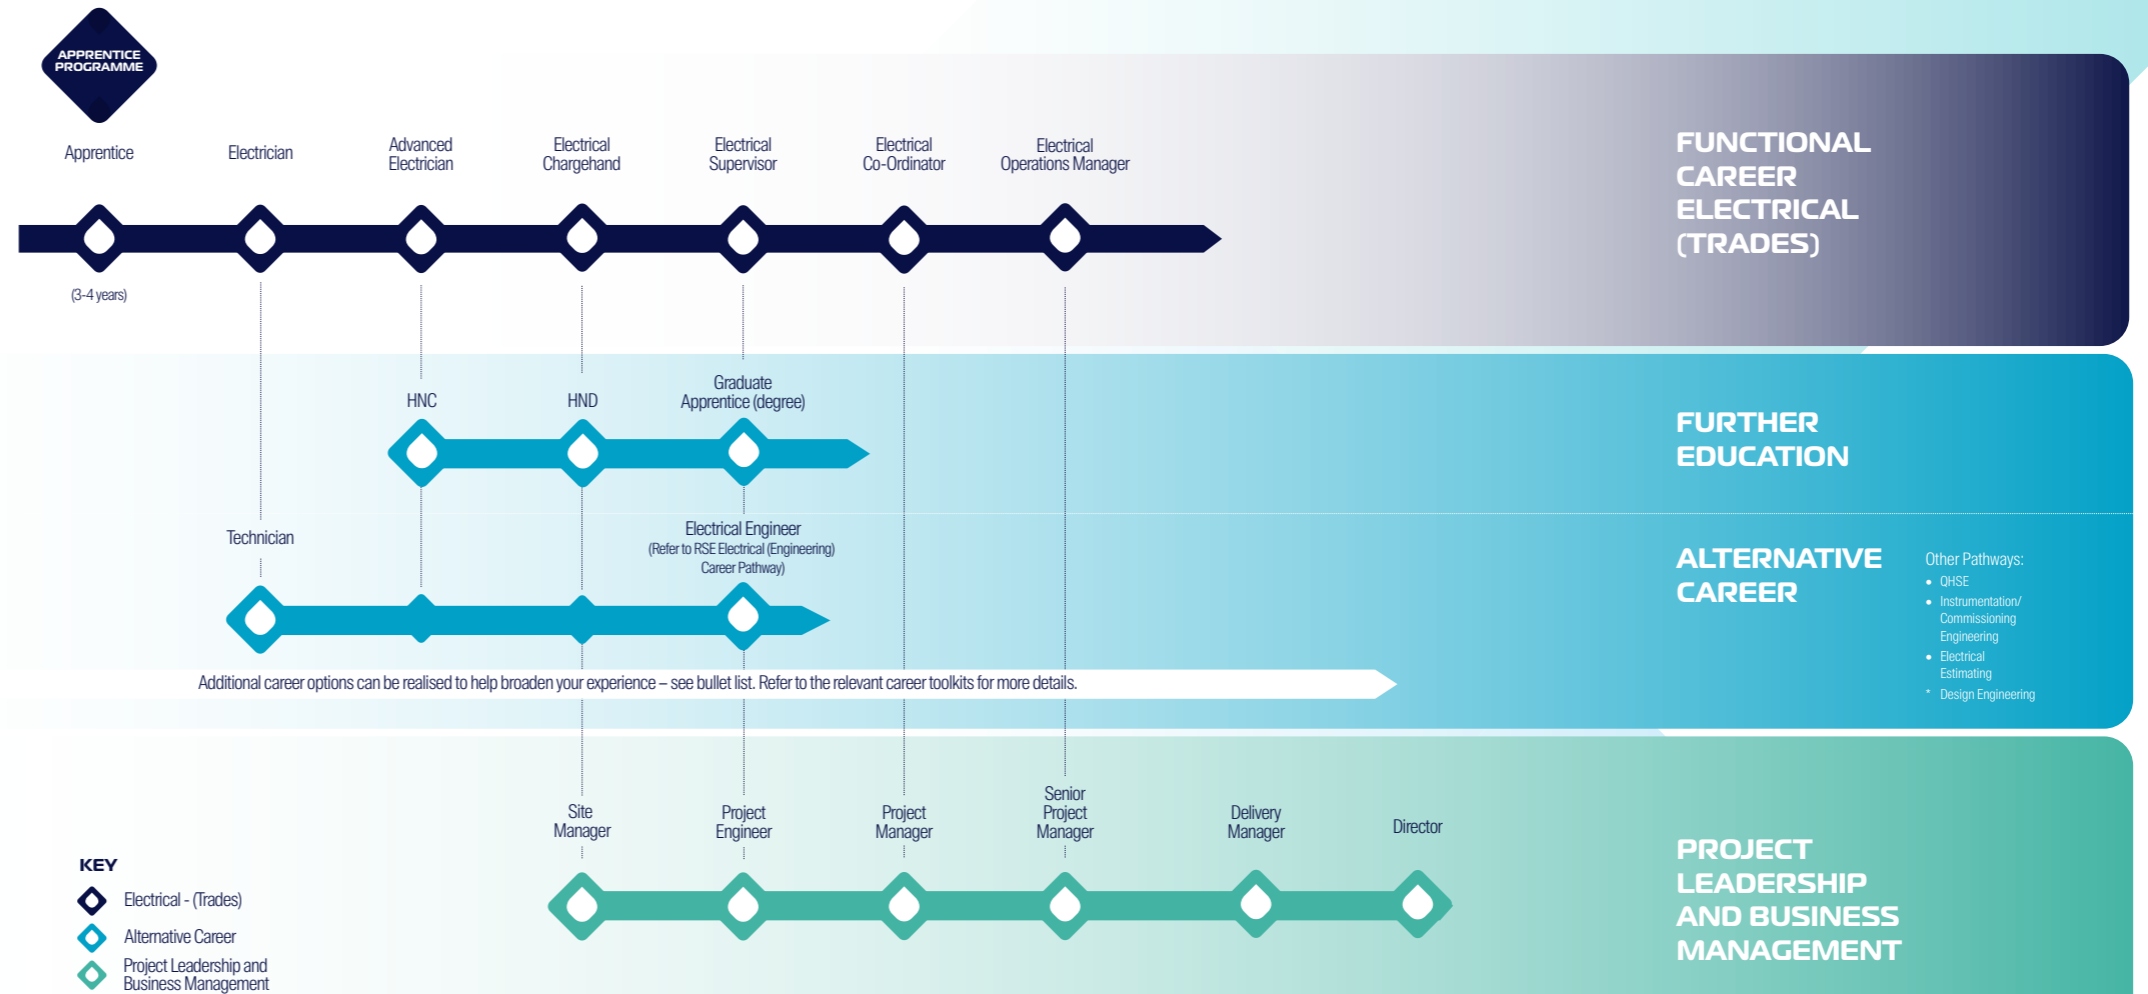 APPRENTICE
PROGRAMME
Apprentice
Electrician
Advanced
Electrician
Electrical
Chargehand
Electrical
Supervisor
Electrical
Co-Ordinator
Electrical
Operations Manager
(3-4 years)
FUNCTIONAL
CAREER
ELECTRICAL
(TRADES)
HNC
HND
Graduate
Apprentice (degree)
FURTHER
EDUCATION
Technician
Electrical Engineer
(Refer to RSE Electrical (Engineering)
Career Pathway)
ALTERNATIVE
CAREER
Other Pathways:
• QHSE
• Instrumentation/
Commissioning
Engineering
• Electrical
Estimating
* Design Engineering
Additional career options can be realised to help broaden your experience – see bullet list. Refer to the relevant career toolkits for more details.
Site
Manager
Project
Engineer
Project
Manager
Senior
Project
Manager
Delivery
Manager
Director
PROJECT
LEADERSHIP
AND BUSINESS
MANAGEMENT
KEY
Electrical - (Trades)
Alternative Career
Project Leadership and
Business Management